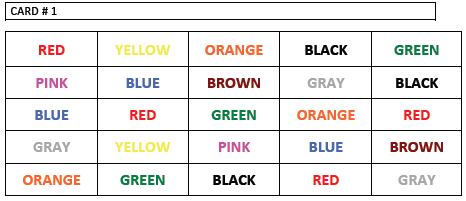 CARD # 1
RED YELLOW ORANGE BLACK GREEN
PINK BLUE BROWN GRAY BLACK
BLUE RED GREEN ORANGE RED
GRAY YELLOW PINK BLUE BROWN
ORANGE GREEN BLACK RED GRAY